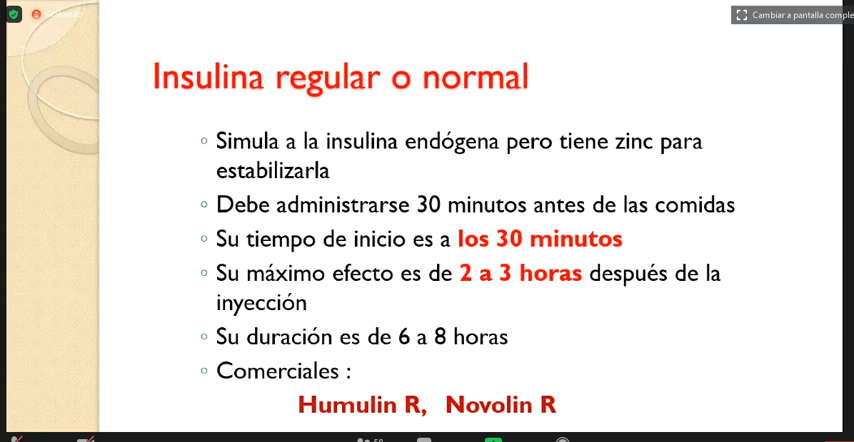 Cambiar a pantalla comple
Insulina regular o normal
Simula a la insulina endógena pero tiene zinc para
estabilizarla
Debe administrarse 30 minutos antes de las comidas
Su tiempo de inicio es a los 30 minutos
Su máximo efecto es de 2 a 3 horas después de la
inyección
Su duración es de 6 a 8 horas
Comerciales :
Humulin R, Novolin R